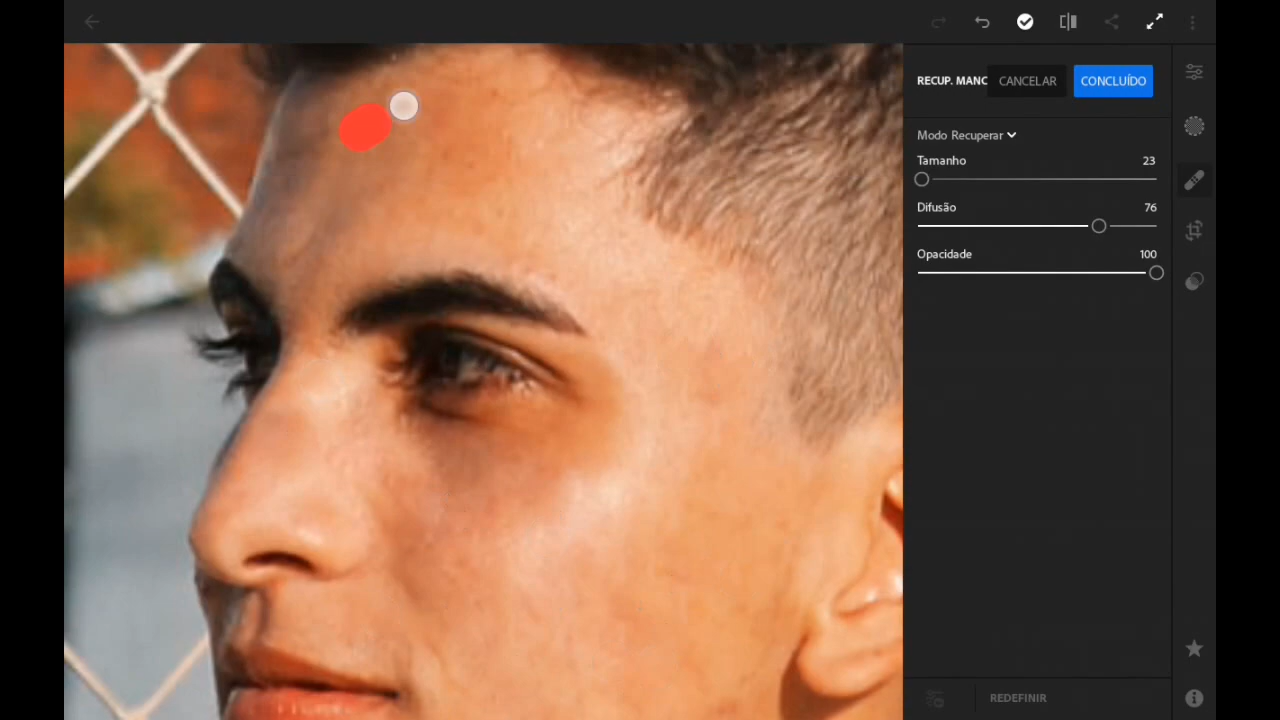 RECUP. MANC CANCELAR CONCLUÍDO
Modo Recuperar
Tamanho 23
Difusão 76
Opacidade 100
REDEFINIR